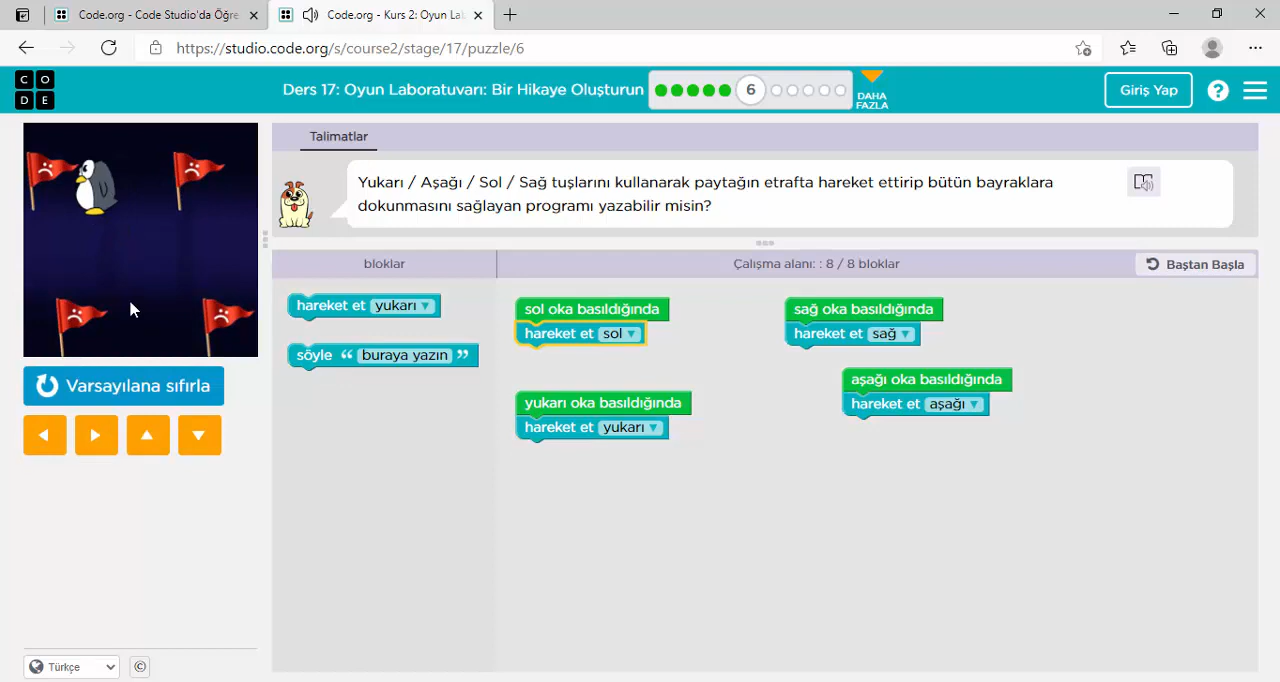 Code.org - Code Studio'da Öğre
Code.org - Kurs 2: Oyun La
https://studio.code.org/s/course2/stage/17/puzzle/6
C O
D E
Ders 17: Oyun Laboratuvarı: Bir Hikaye Oluşturun
6
DAHA
FAZLA
Giriş Yap
?
Talimatlar
Yukarı / Aşağı / Sol / Sağ tuşlarını kullanarak paytağın etrafta hareket ettirip bütün bayraklara
dokunmasını sağlayan programı yazabilir misin?
bloklar
Çalışma alanı: : 8 / 8 bloklar
Baştan Başla
hareket et yukarı
söyle “ buraya yazın ”
sol oka basıldığında
hareket et sol
sağ oka basıldığında
hareket et sağ
aşağı oka basıldığında
hareket et aşağı
yukarı oka basıldığında
hareket et yukarı
Varsayılana sıfırla
Türkçe
©